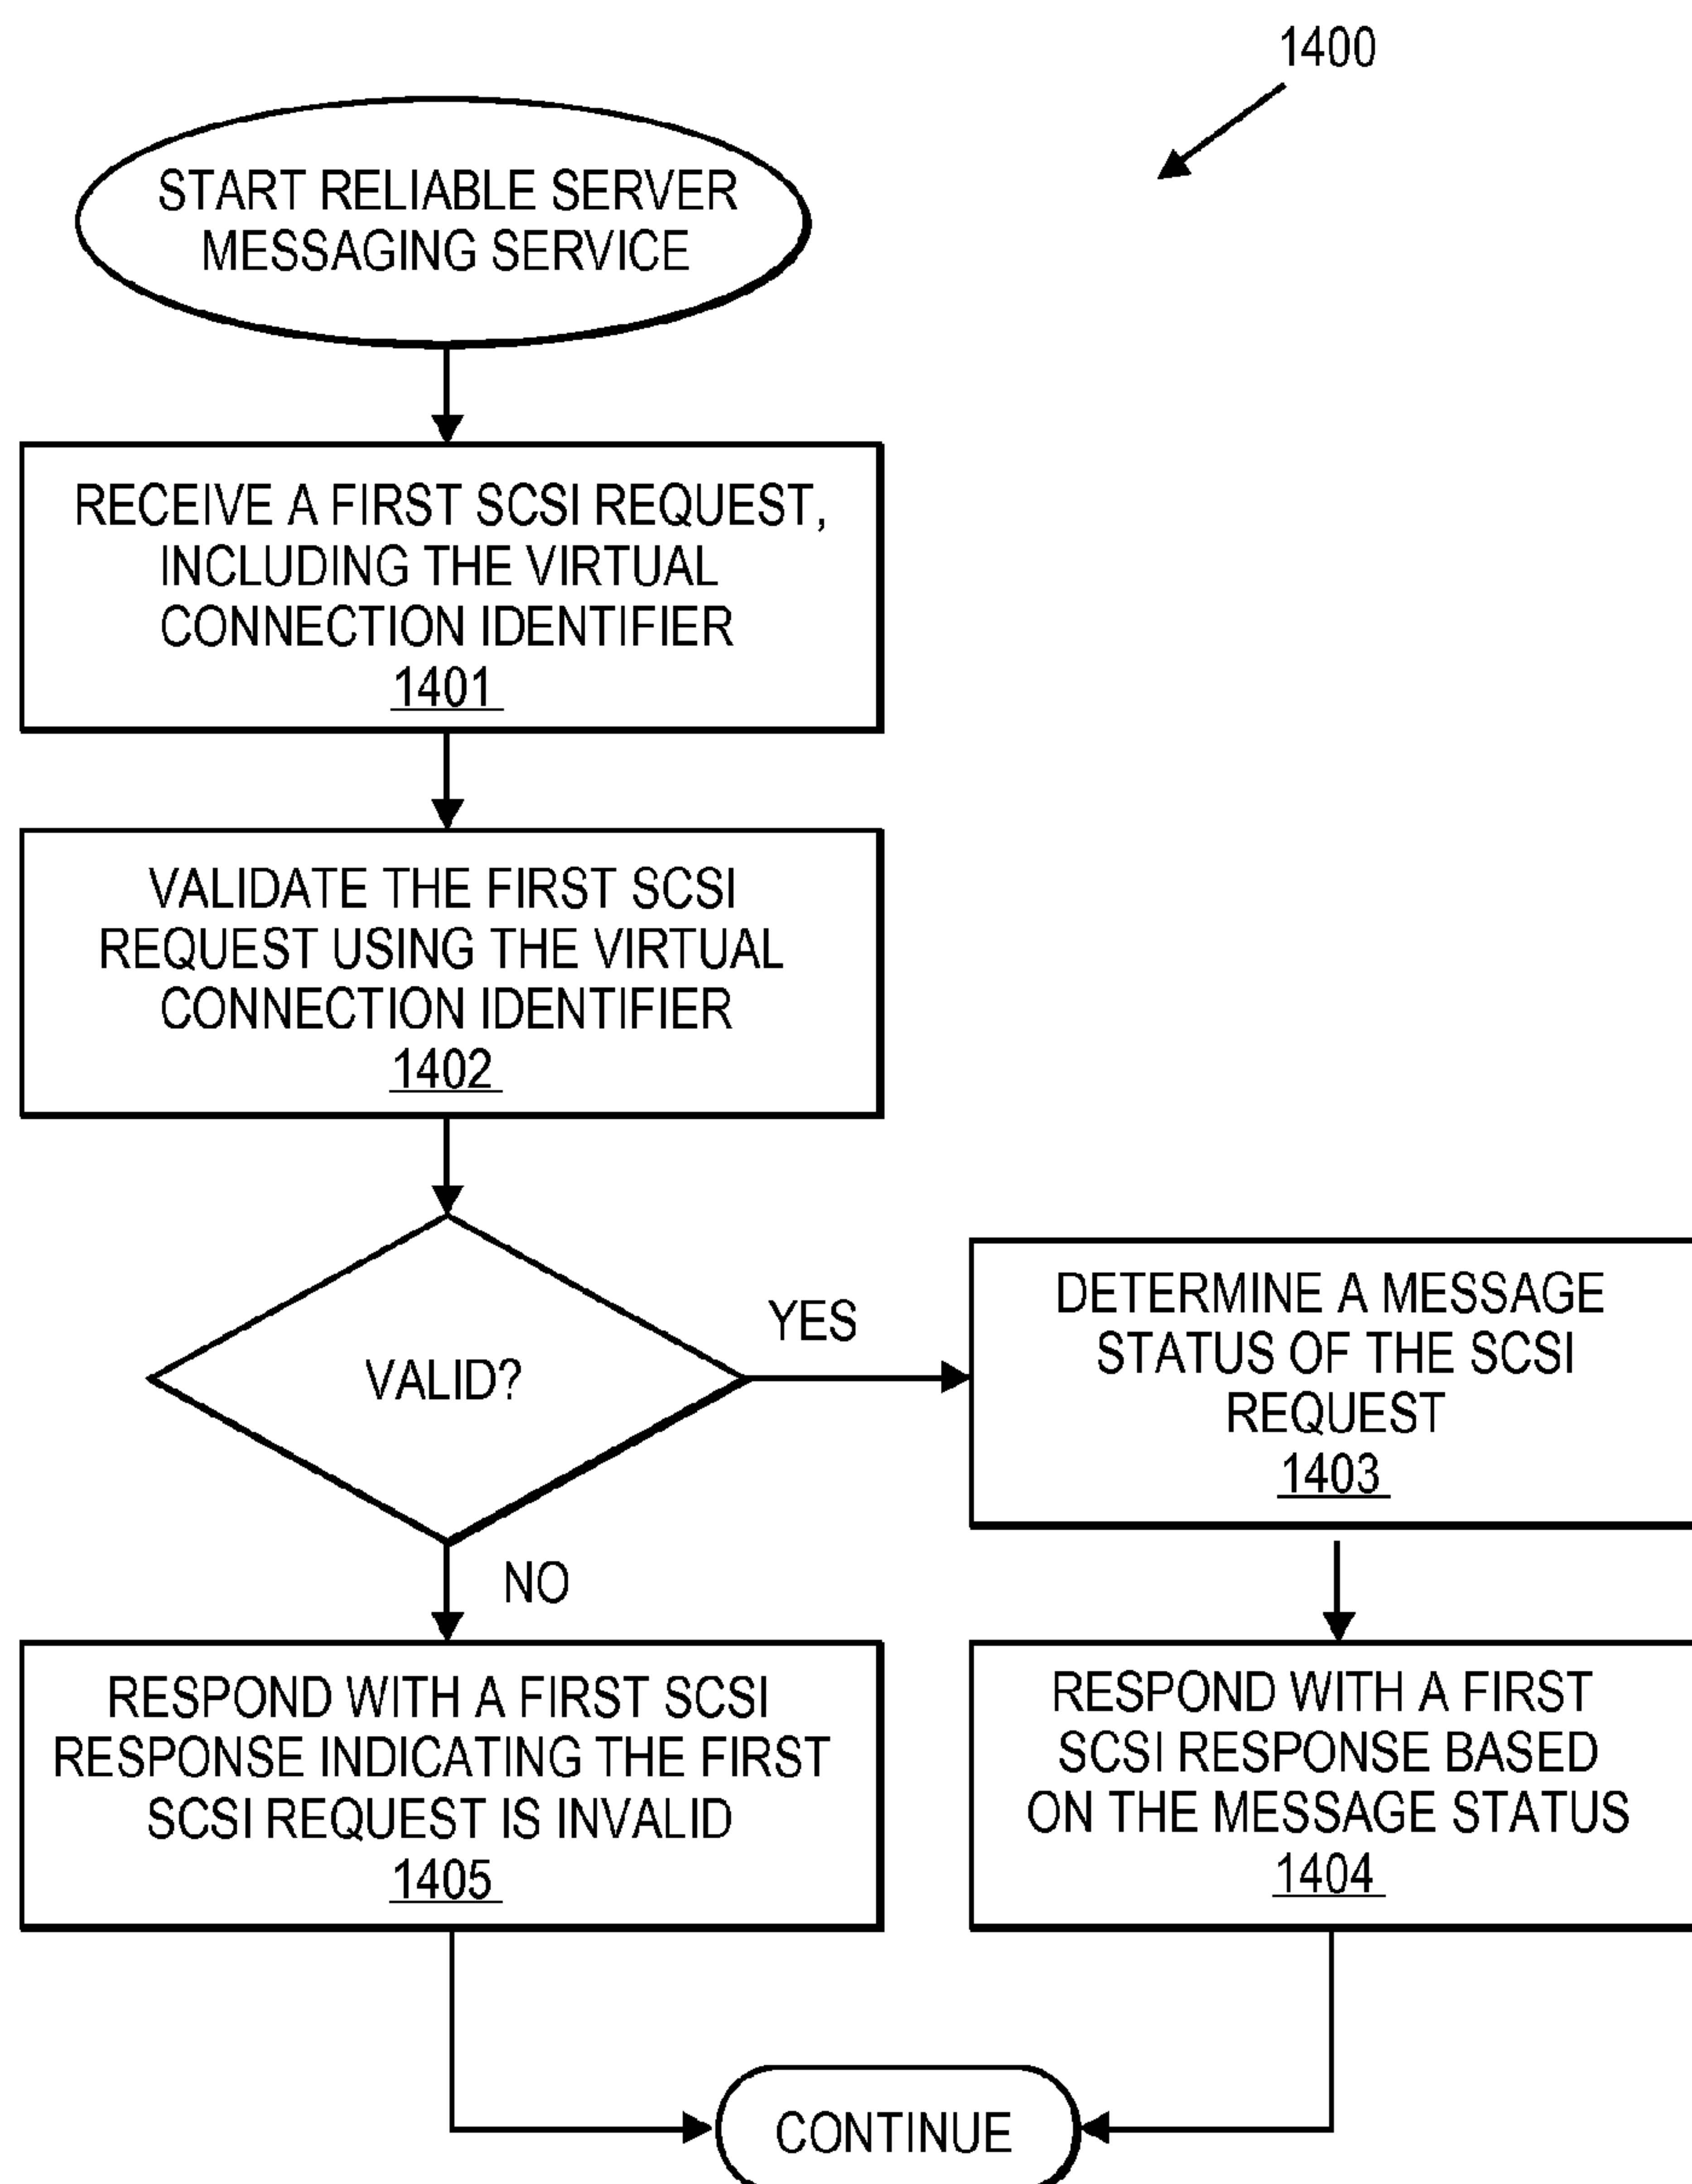 1400
START RELIABLE SERVER
MESSAGING SERVICE
RECEIVE A FIRST SCSI REQUEST,
INCLUDING THE VIRTUAL
CONNECTION IDENTIFIER
1401
VALIDATE THE FIRST SCSI
REQUEST USING THE VIRTUAL
CONNECTION IDENTIFIER
1402
VALID?
YES
DETERMINE A MESSAGE
STATUS OF THE SCSI
REQUEST
1403
NO
RESPOND WITH A FIRST SCSI
RESPONSE INDICATING THE FIRST
SCSI REQUEST IS INVALID
1405
RESPOND WITH A FIRST
SCSI RESPONSE BASED
ON THE MESSAGE STATUS
1404
CONTINUE